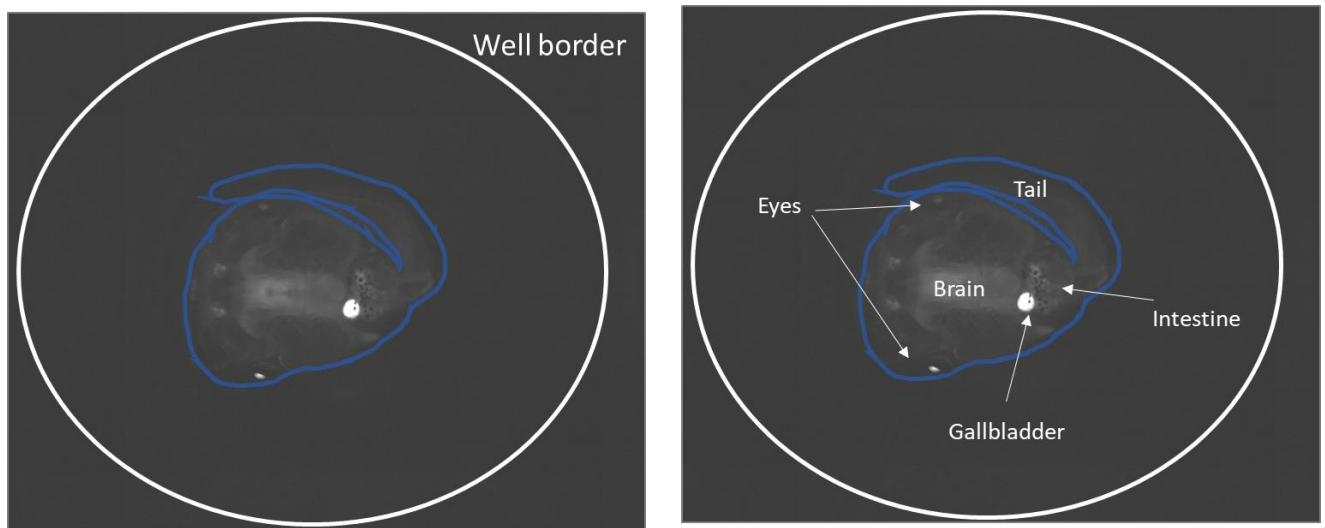 Well border
Tail
Eyes
Brain
Intestine
Gallbladder